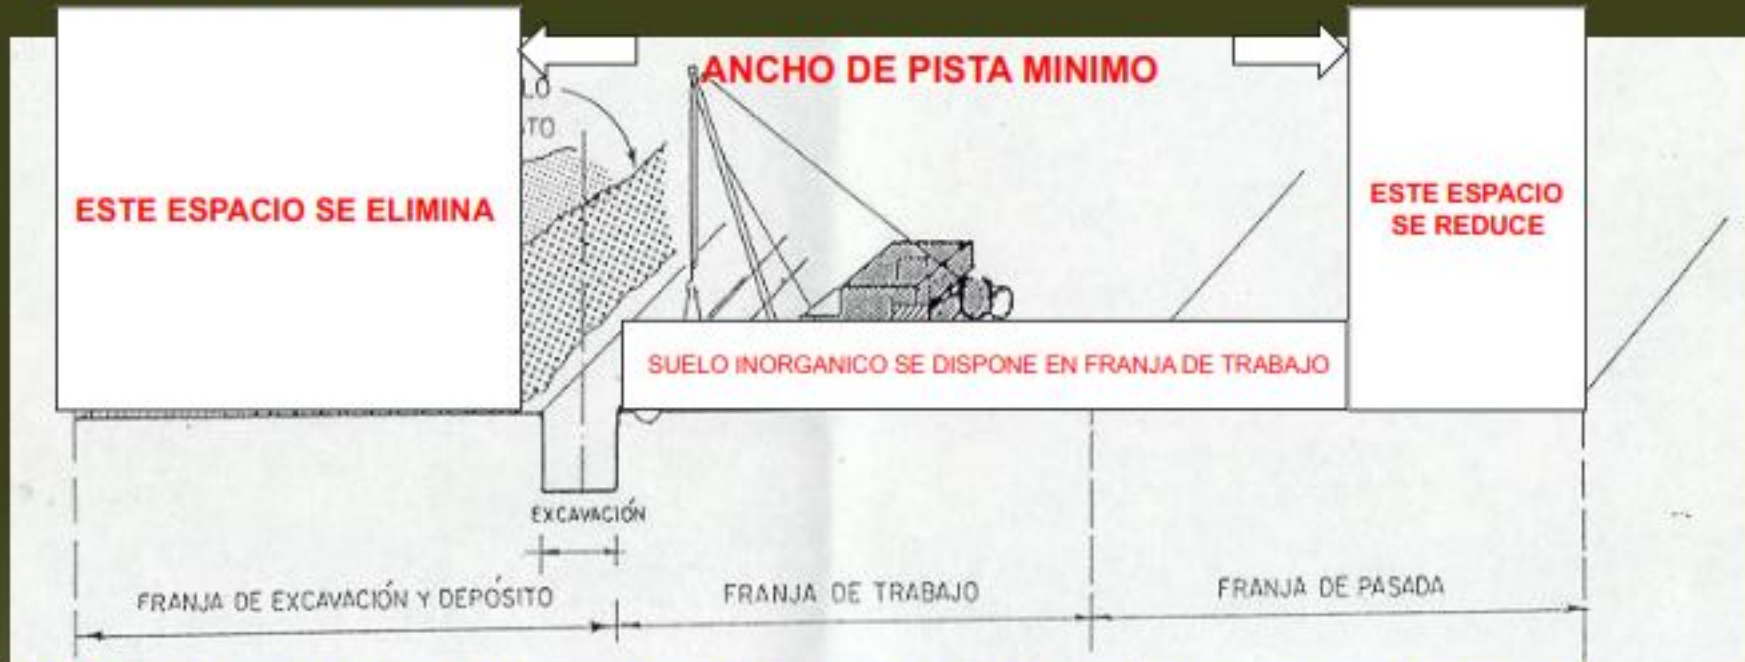 ANCHO DE PISTA MINIMO
ESTE ESPACIO SE ELIMINA
ESTE ESPACIO
SE REDUCE
SUELO INORGANICO SE DISPONE EN FRANJA DE TRABAJO
EXCAVACIÓN
FRANJA DE EXCAVACIÓN Y DEPÓSITO
FRANJA DE TRABAJO
FRANJA DE PASADA